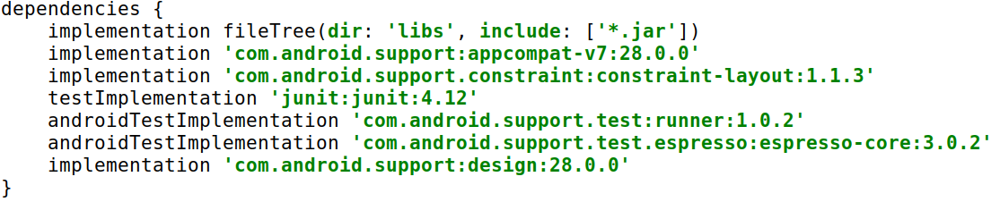 dependencies {
    implementation fileTree(dir: 'libs', include: ['*.jar'])
    implementation 'com.android.support:appcompat-v7:28.0.0'
    implementation 'com.android.support.constraint:constraint-layout:1.1.3'
    testImplementation 'junit:junit:4.12'
    androidTestImplementation 'com.android.support.test:runner:1.0.2'
    androidTestImplementation 'com.android.support.test.espresso:espresso-core:3.0.2'
    implementation 'com.android.support:design:28.0.0'
}